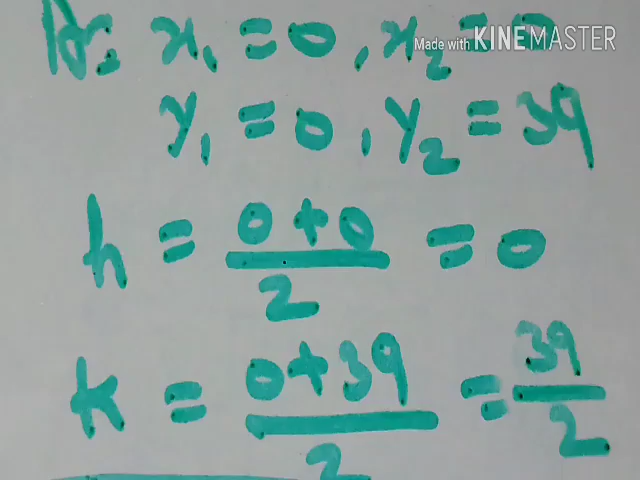 x₁ = 0, x₂ = 0
Made with KINEMASTER
y₁ = 0, y₂ = 39
h = 0 + 0 / 2 = 0
k = 0 + 39 / 2 = 39 / 2